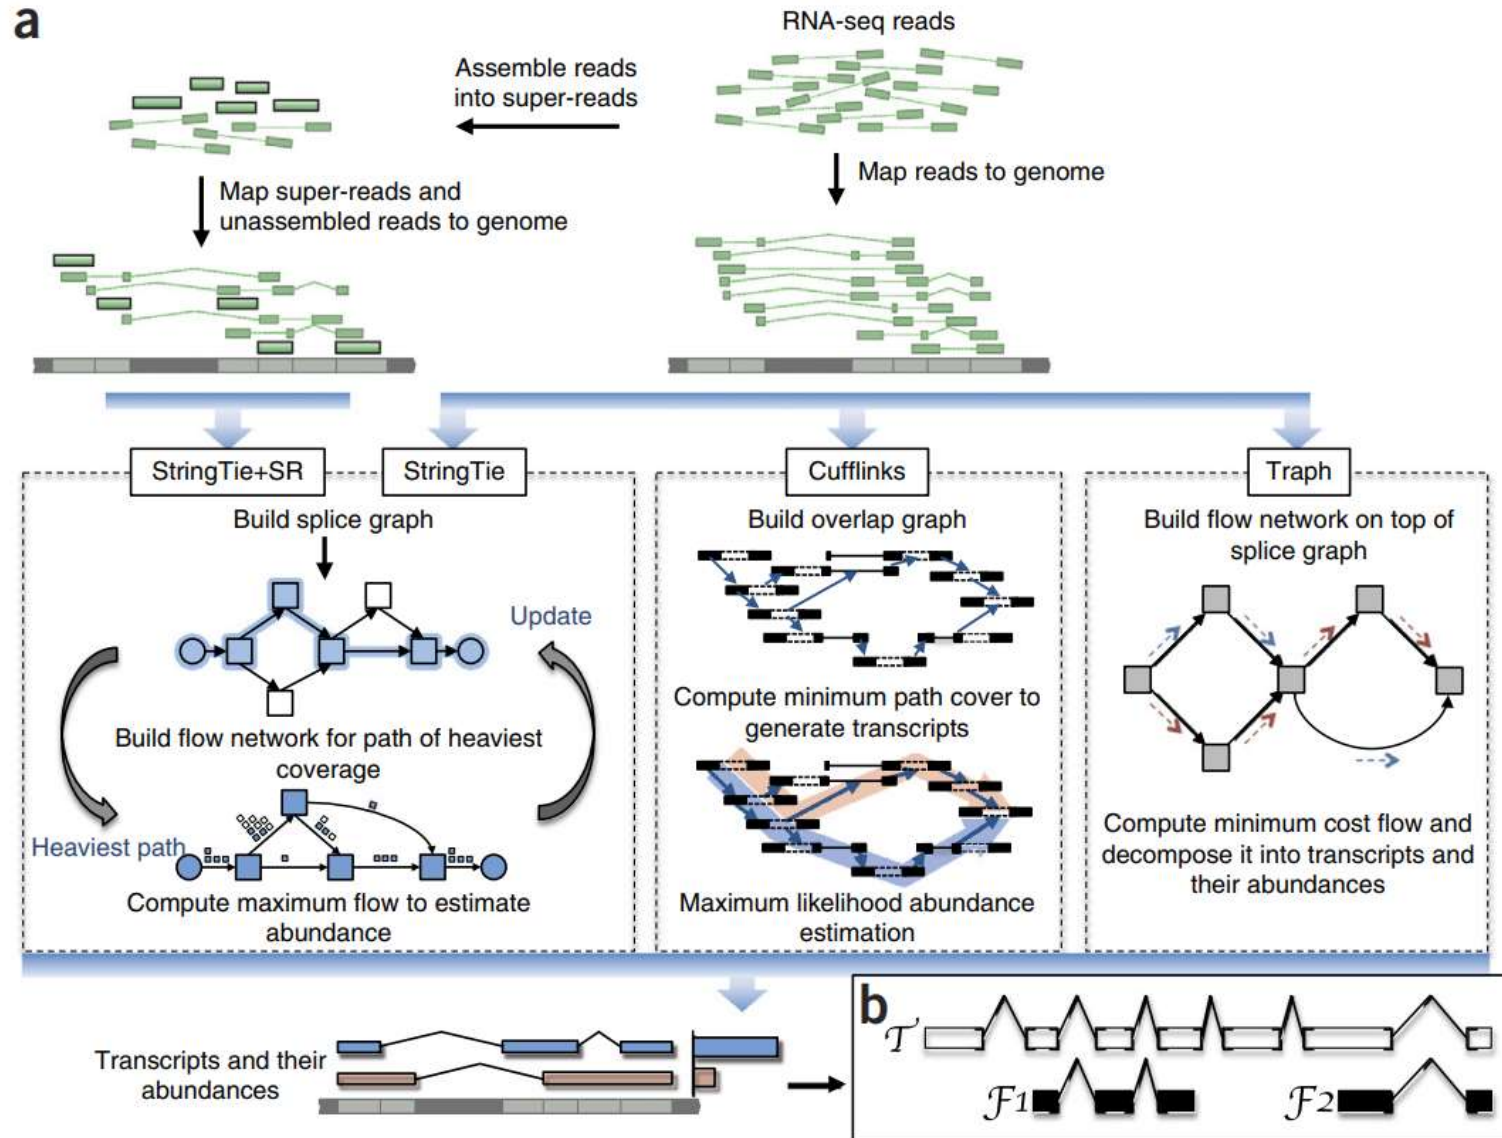 a
RNA-seq reads
Assemble reads
into super-reads
Map reads to genome
Map super-reads and
unassembled reads to genome
StringTie+SR
StringTie
Cufflinks
Traph
Build splice graph
Update
Build flow network for path of heaviest
coverage
Heaviest path
Compute maximum flow to estimate
abundance
Build overlap graph
Compute minimum path cover to
generate transcripts
Maximum likelihood abundance
estimation
Build flow network on top of
splice graph
Compute minimum cost flow and
decompose it into transcripts and
their abundances
Transcripts and their
abundances
b
T
F1
F2